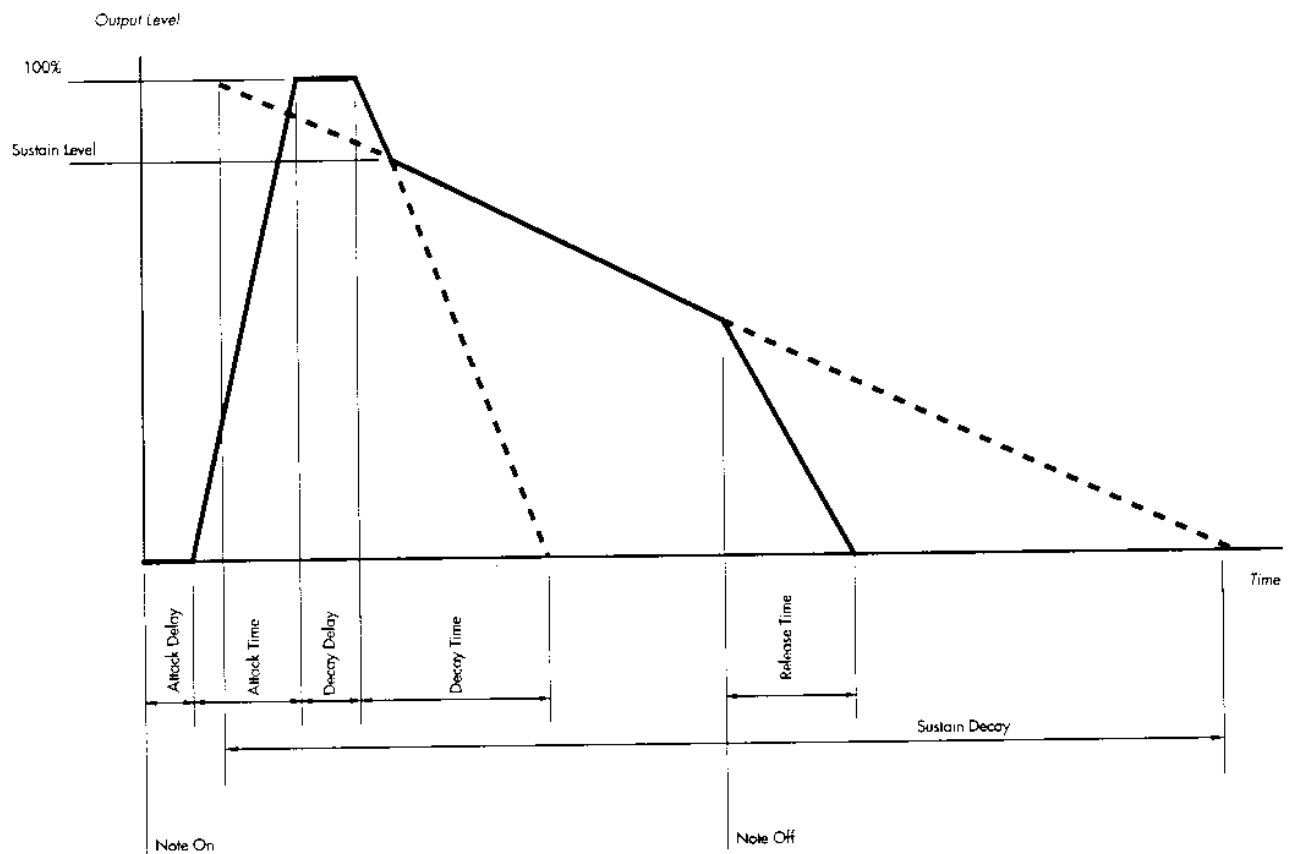 Output Level
100%
Sustain Level
Time
Attack Delay
Attack Time
Decay Delay
Decay Time
Release Time
Sustain Decay
Note On
Note Off